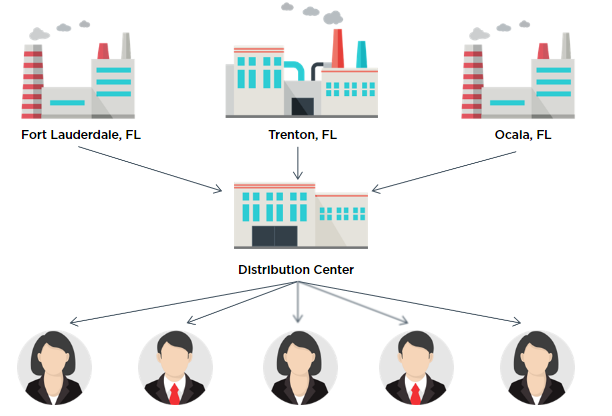 Fort Lauderdale, FL
Trenton, FL
Ocala, FL
Distribution Center